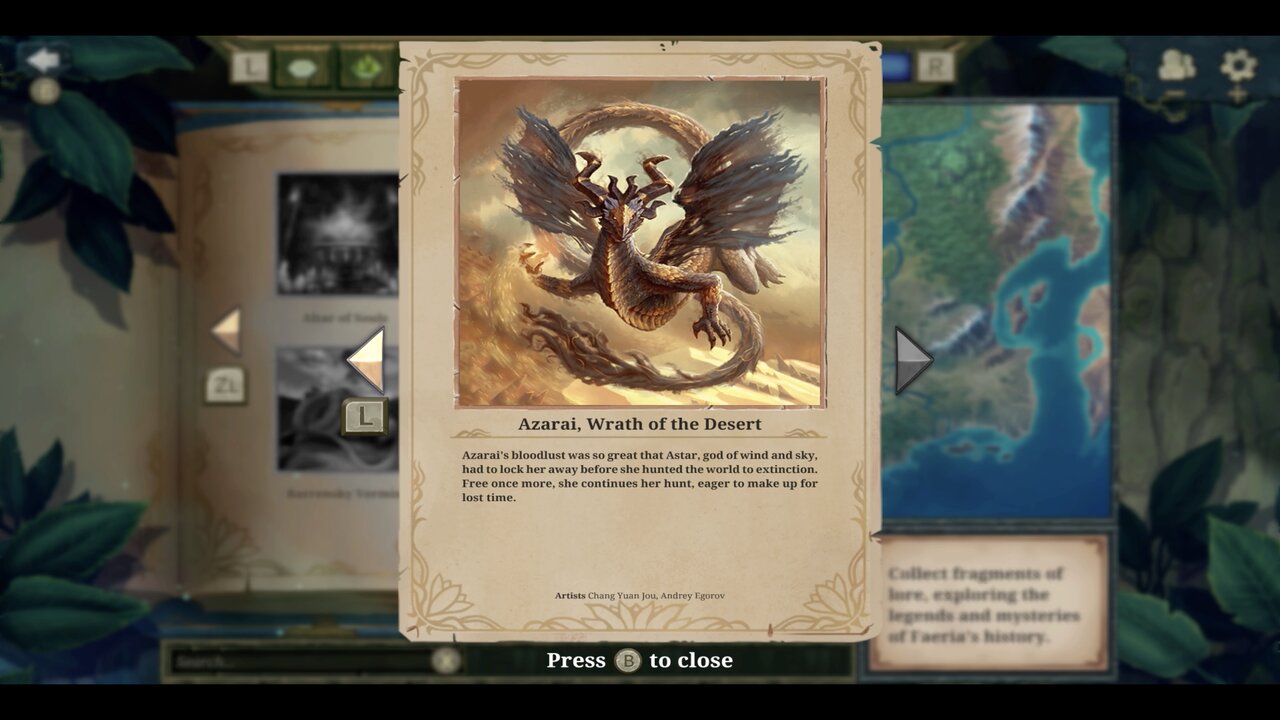 L
R
Altar of Souls
ZL
L
Azarai, Wrath of the Desert
Azarai's bloodlust was so great that Astar, god of wind and sky,
had to lock her away before she hunted the world to extinction.
Free once more, she continues her hunt, eager to make up for
lost time.
Artists Chang Yuan Jou, Andrey Egorov
Collect fragments of
lore, exploring the
legends and mysteries
of Faeria's history.
Search...
X
Press B to close